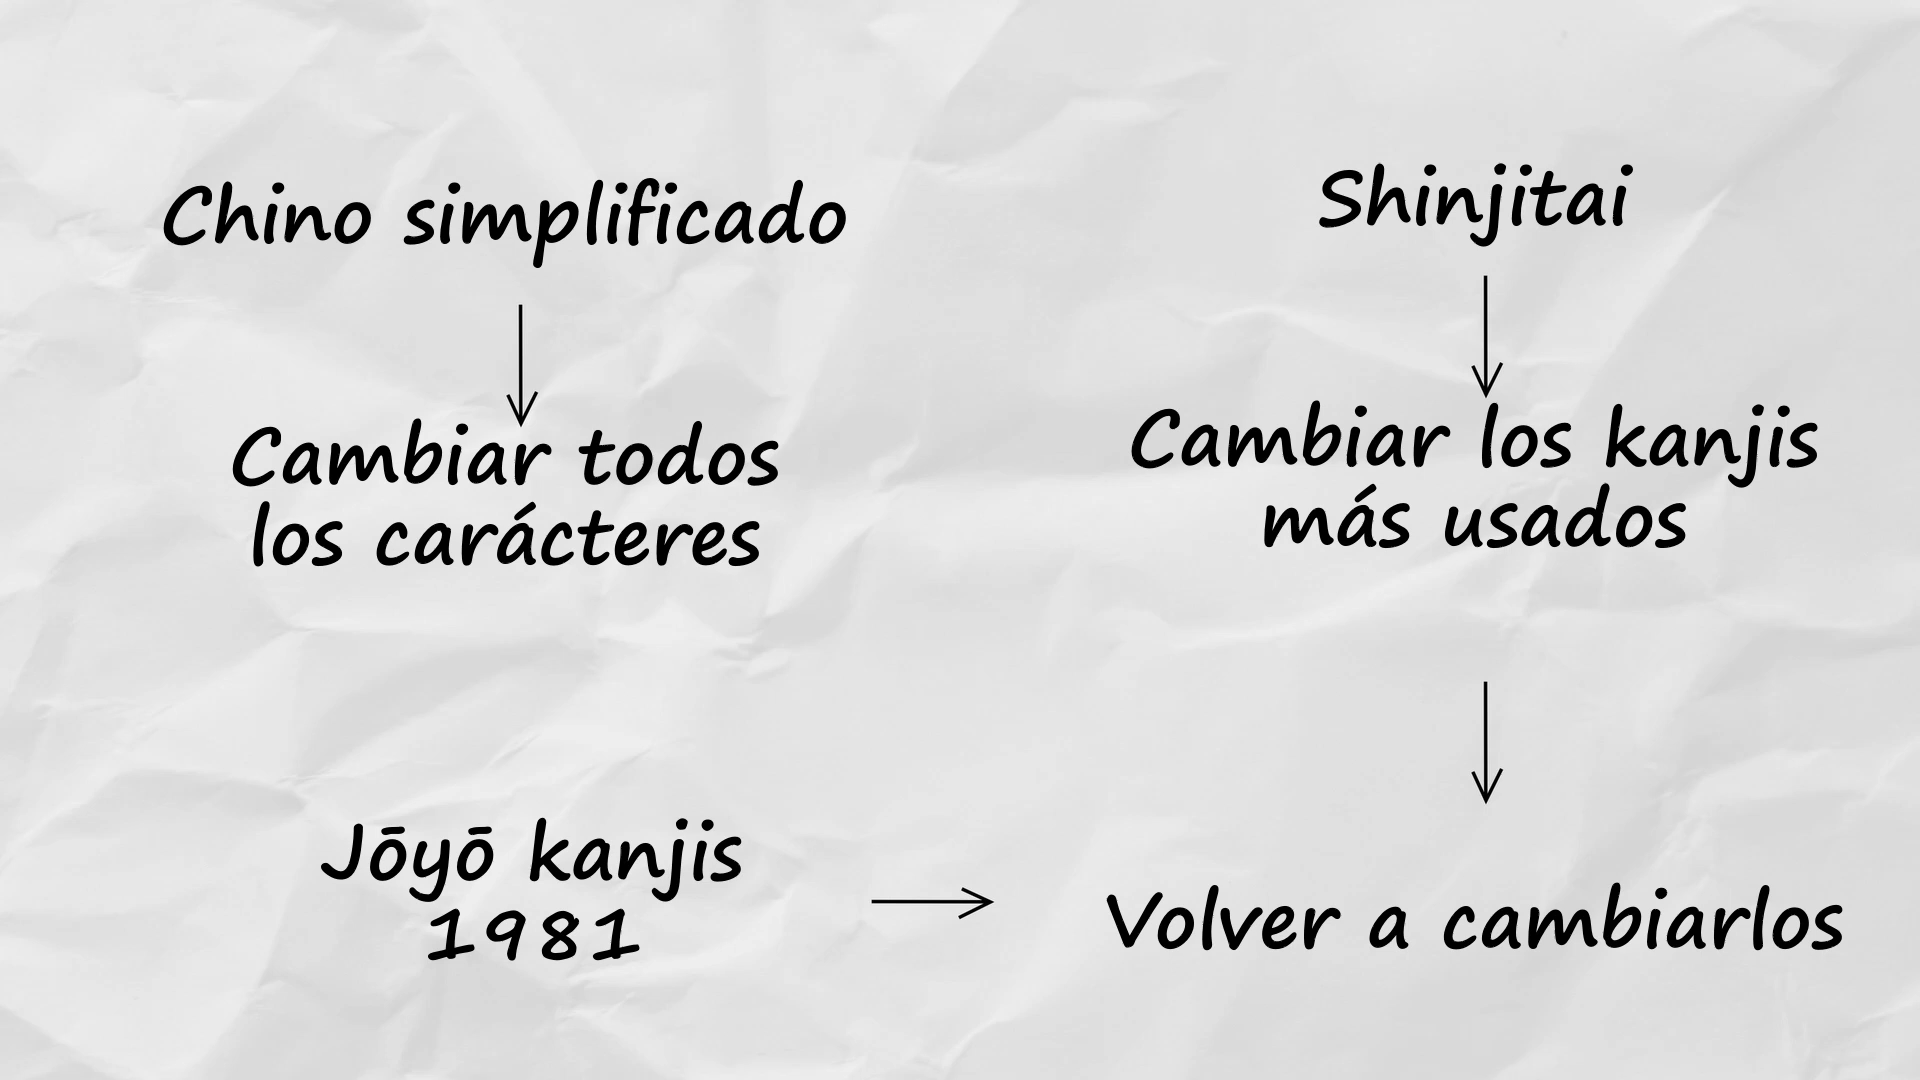 Chino simplificado
Cambiar todos
los carácteres
Shinjitai
Cambiar los kanjis
más usados
Jōyō kanjis
1981
Volver a cambiarlos